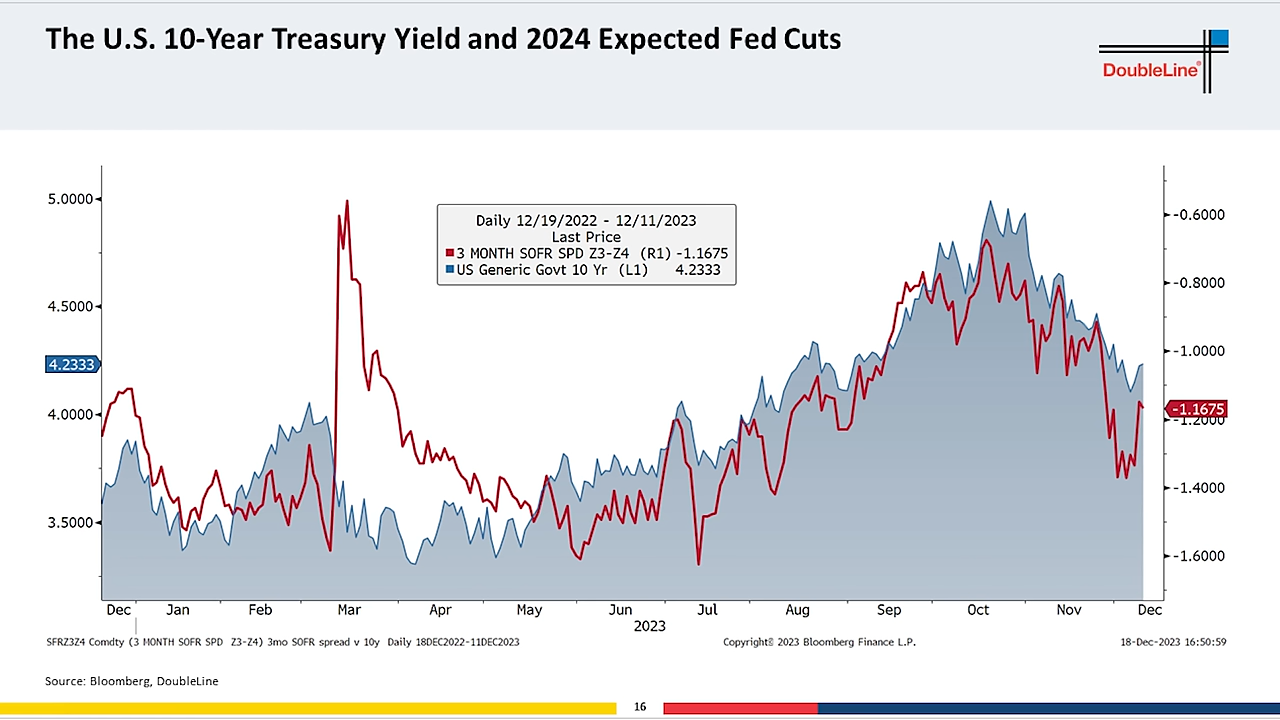 The U.S. 10-Year Treasury Yield and 2024 Expected Fed Cuts
DoubleLine®
Daily 12/19/2022 - 12/11/2023
Last Price
3 MONTH SOFR SPD Z3-Z4 (R1) -1.1675
US Generic Govt 10 Yr (L1) 4.2333
5.0000
4.5000
4.2333
4.0000
3.5000
-0.6000
-0.8000
-1.0000
-1.1675
-1.2000
-1.4000
-1.6000
Dec Jan Feb Mar Apr May Jun Jul Aug Sep Oct Nov Dec
2023
SFRZ3Z4 Comdty (3 MONTH SOFR SPD Z3-Z4) 3mo SOFR spread v 10y Daily 18DEC2022-11DEC2023
Copyright© 2023 Bloomberg Finance L.P.
18-Dec-2023 16:50:59
Source: Bloomberg, DoubleLine
16